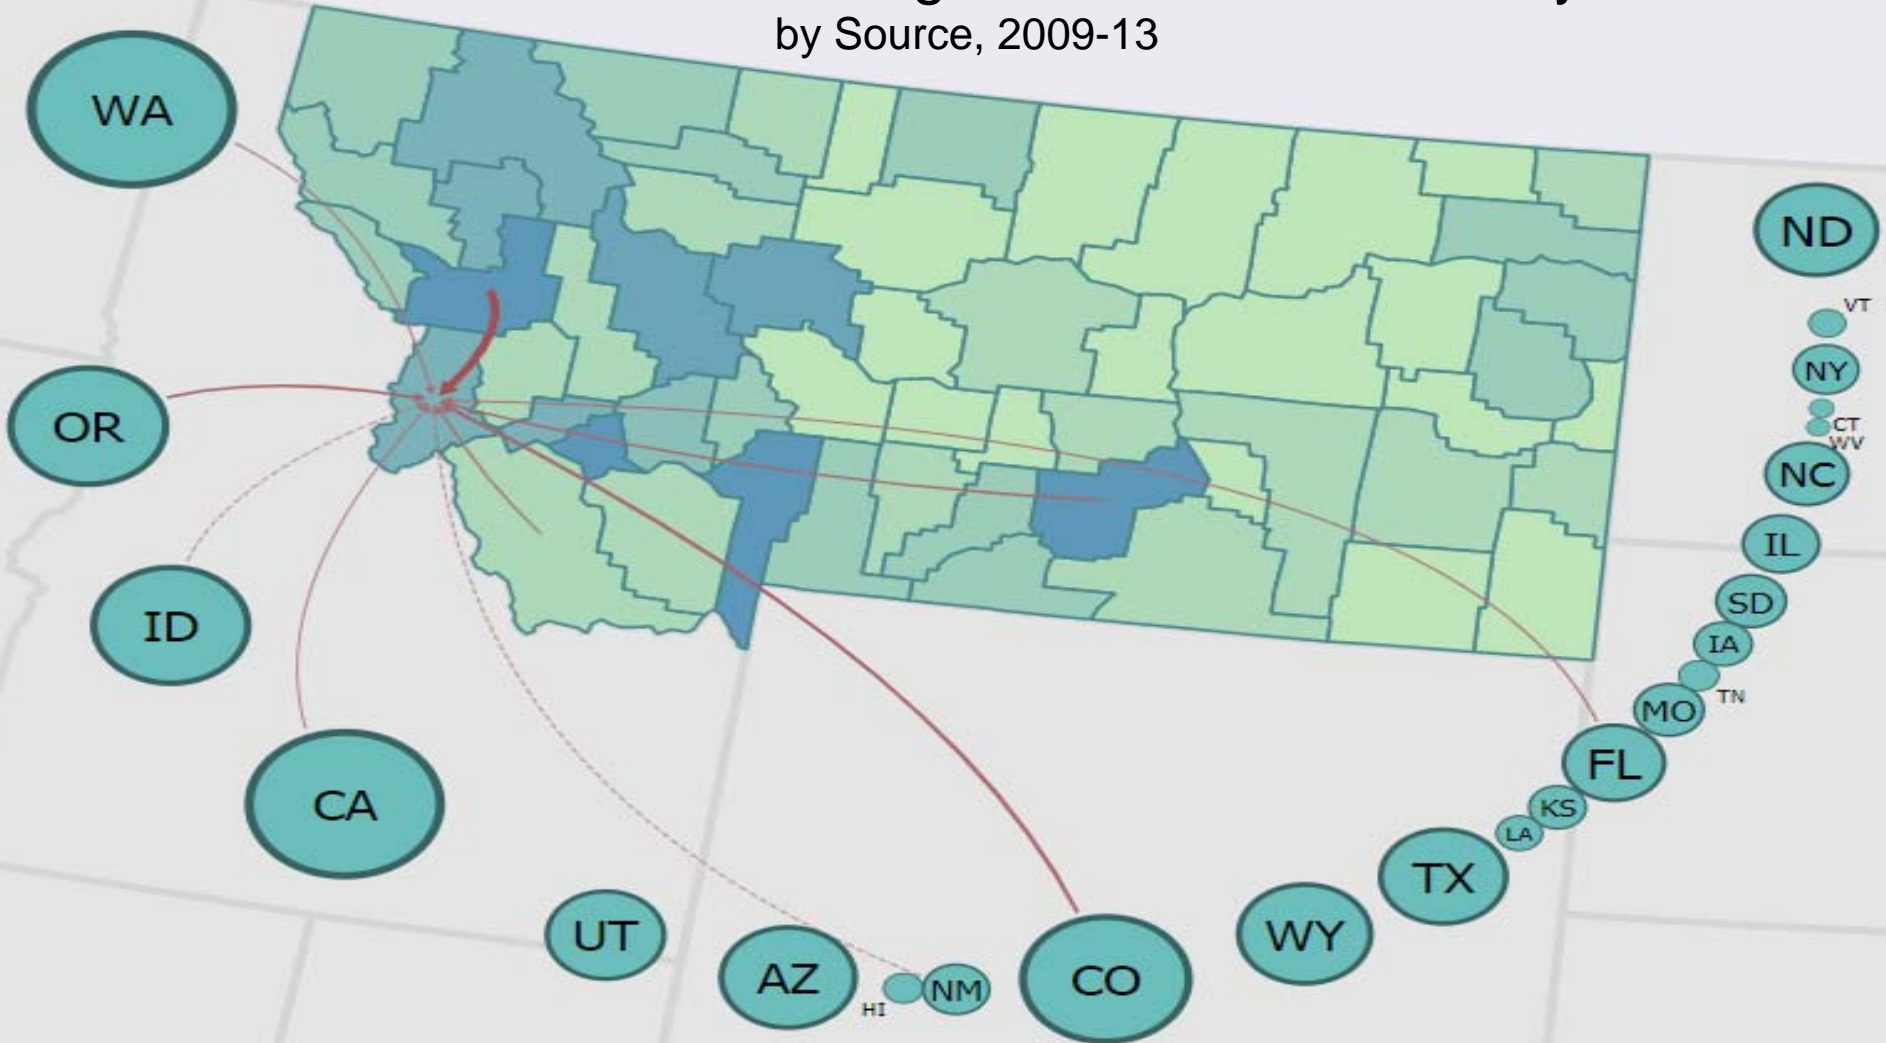 by Source, 2009-13
WA
ND
VT
NY
OR
CT
WV
NC
IL
ID
SD
IA
TN
MO
FL
CA
KS
LA
TX
UT
WY
AZ
HI
NM
CO